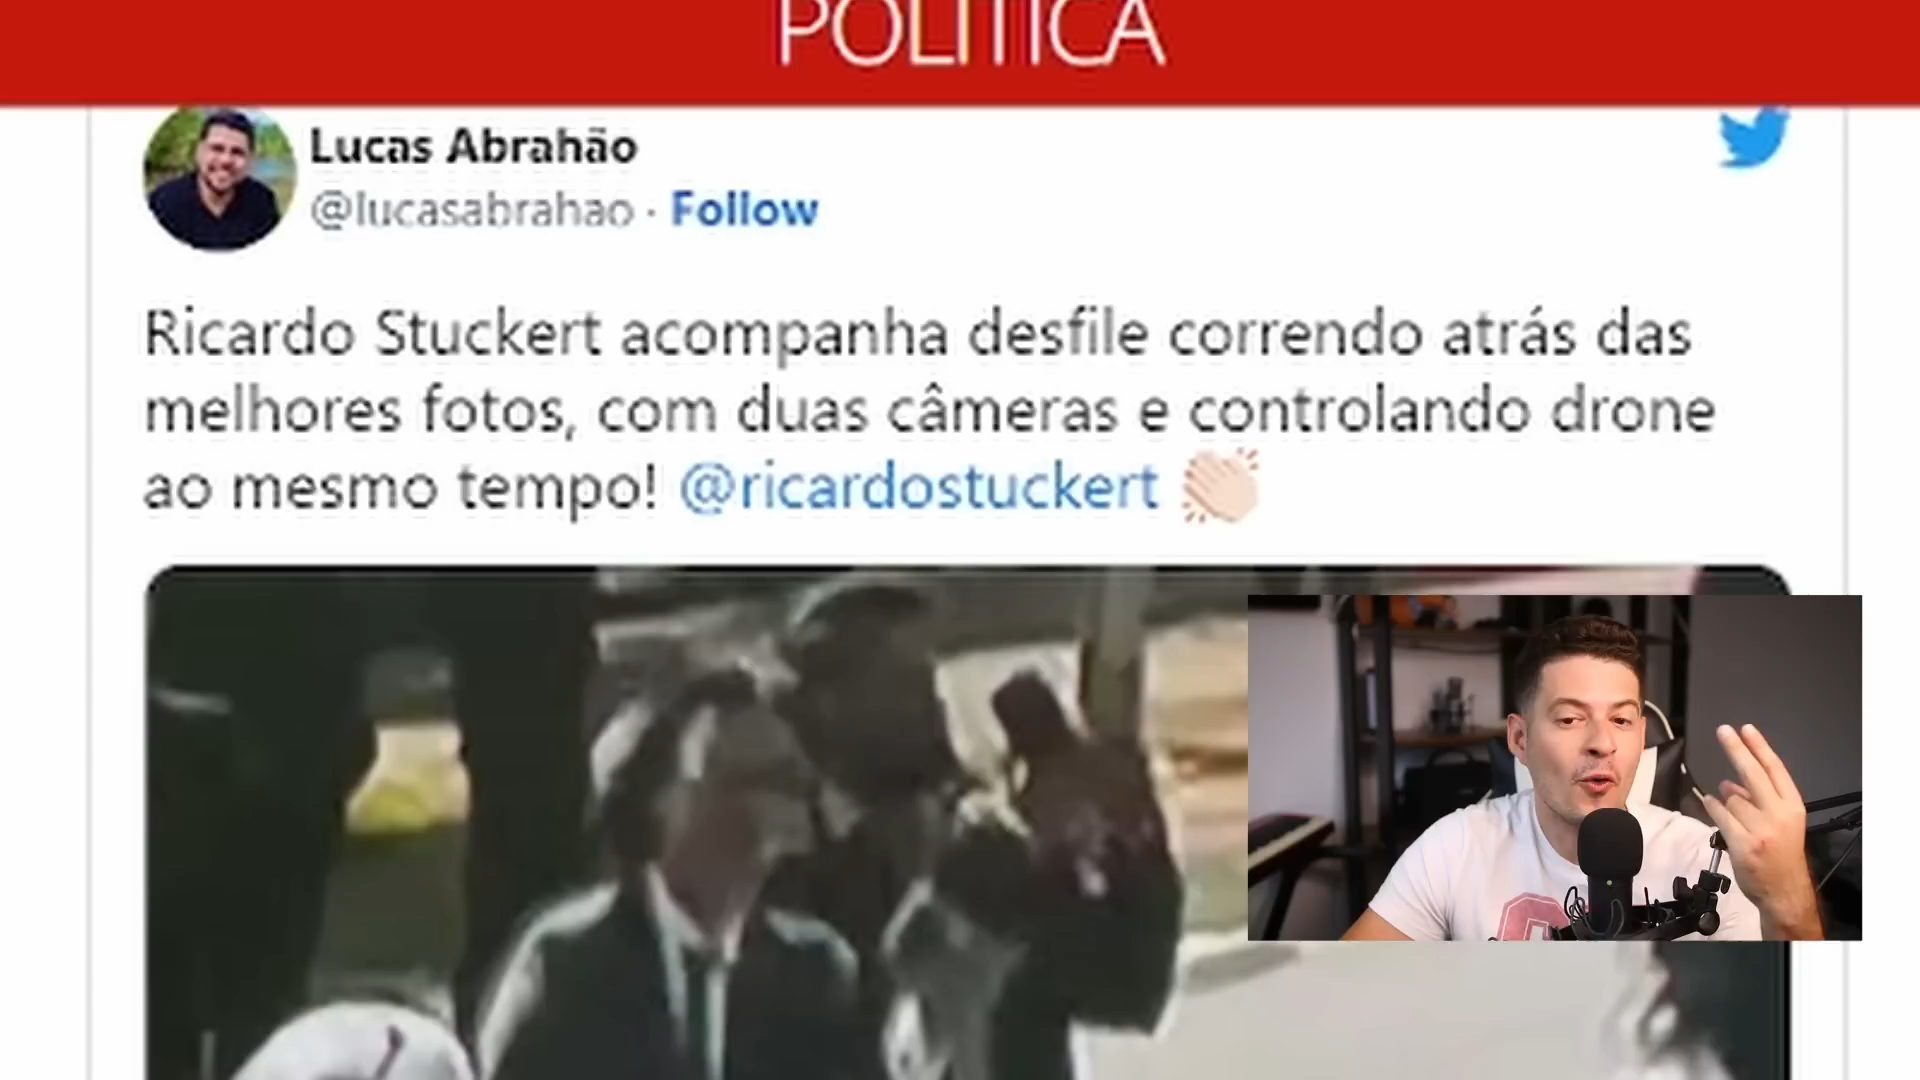 POLÍTICA
Lucas Abrahão
@lucasabrahao · Follow
Ricardo Stuckert acompanha desfile correndo atrás das
melhores fotos, com duas câmeras e controlando drone
ao mesmo tempo! @ricardostuckert 👏🏻